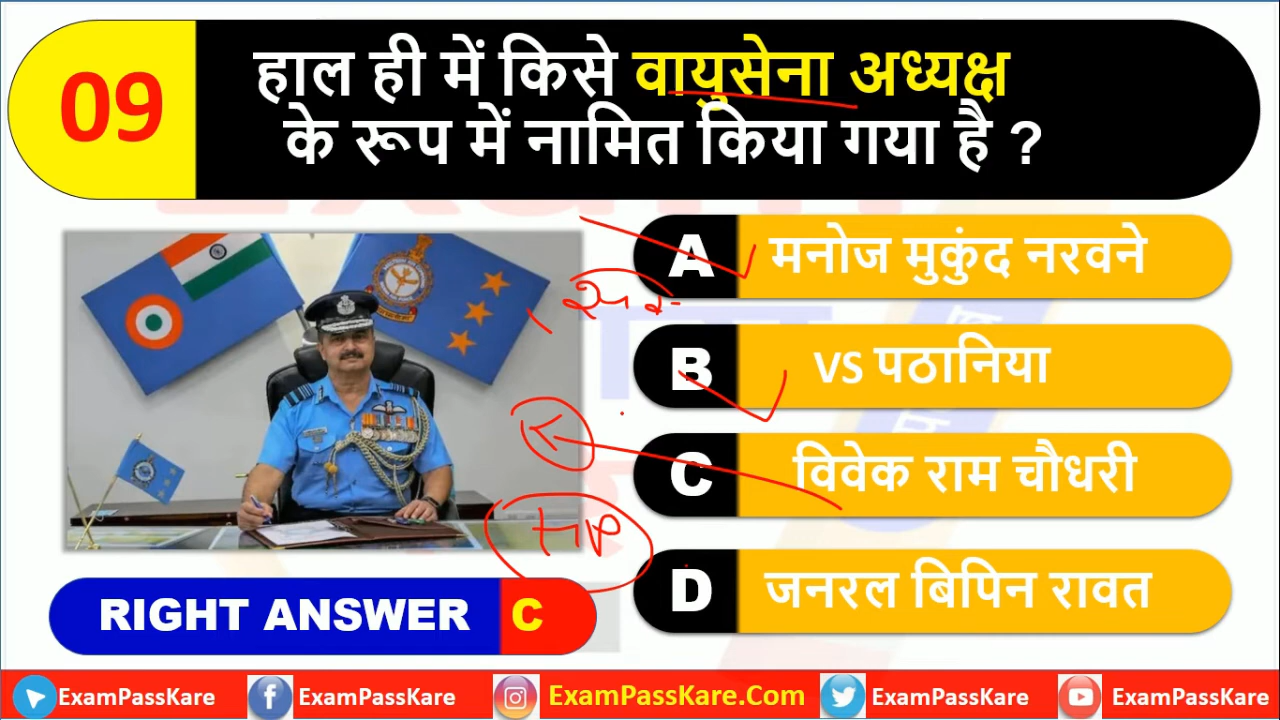 09
हाल ही में किसे वायुसेना अध्यक्ष
के रूप में नामित किया गया है ?
A मनोज मुकुंद नरवने
B VS पठानिया
C विवेक राम चौधरी
D जनरल बिपिन रावत
MP
RIGHT ANSWER C
ExamPassKare
ExamPassKare
ExamPassKare.Com
ExamPassKare
ExamPassKare